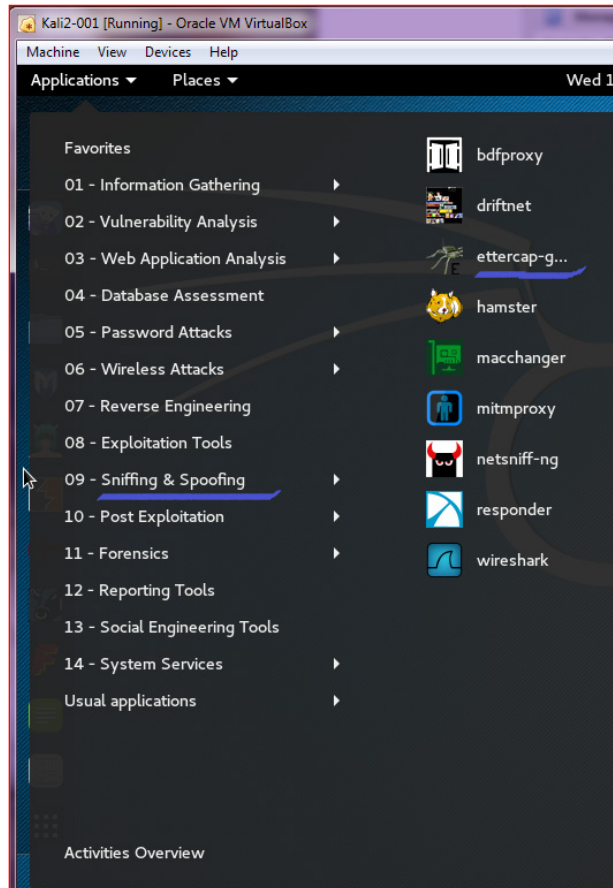 Kali2-001 [Running] - Oracle VM VirtualBox
Machine View Devices Help
Applications Places Wed 1
Favorites
01 - Information Gathering
02 - Vulnerability Analysis
03 - Web Application Analysis
04 - Database Assessment
05 - Password Attacks
06 - Wireless Attacks
07 - Reverse Engineering
08 - Exploitation Tools
09 - Sniffing & Spoofing
10 - Post Exploitation
11 - Forensics
12 - Reporting Tools
13 - Social Engineering Tools
14 - System Services
Usual applications
Activities Overview
bdfproxy
driftnet
ettercap-g...
hamster
macchanger
mitmproxy
netsniff-ng
responder
wireshark